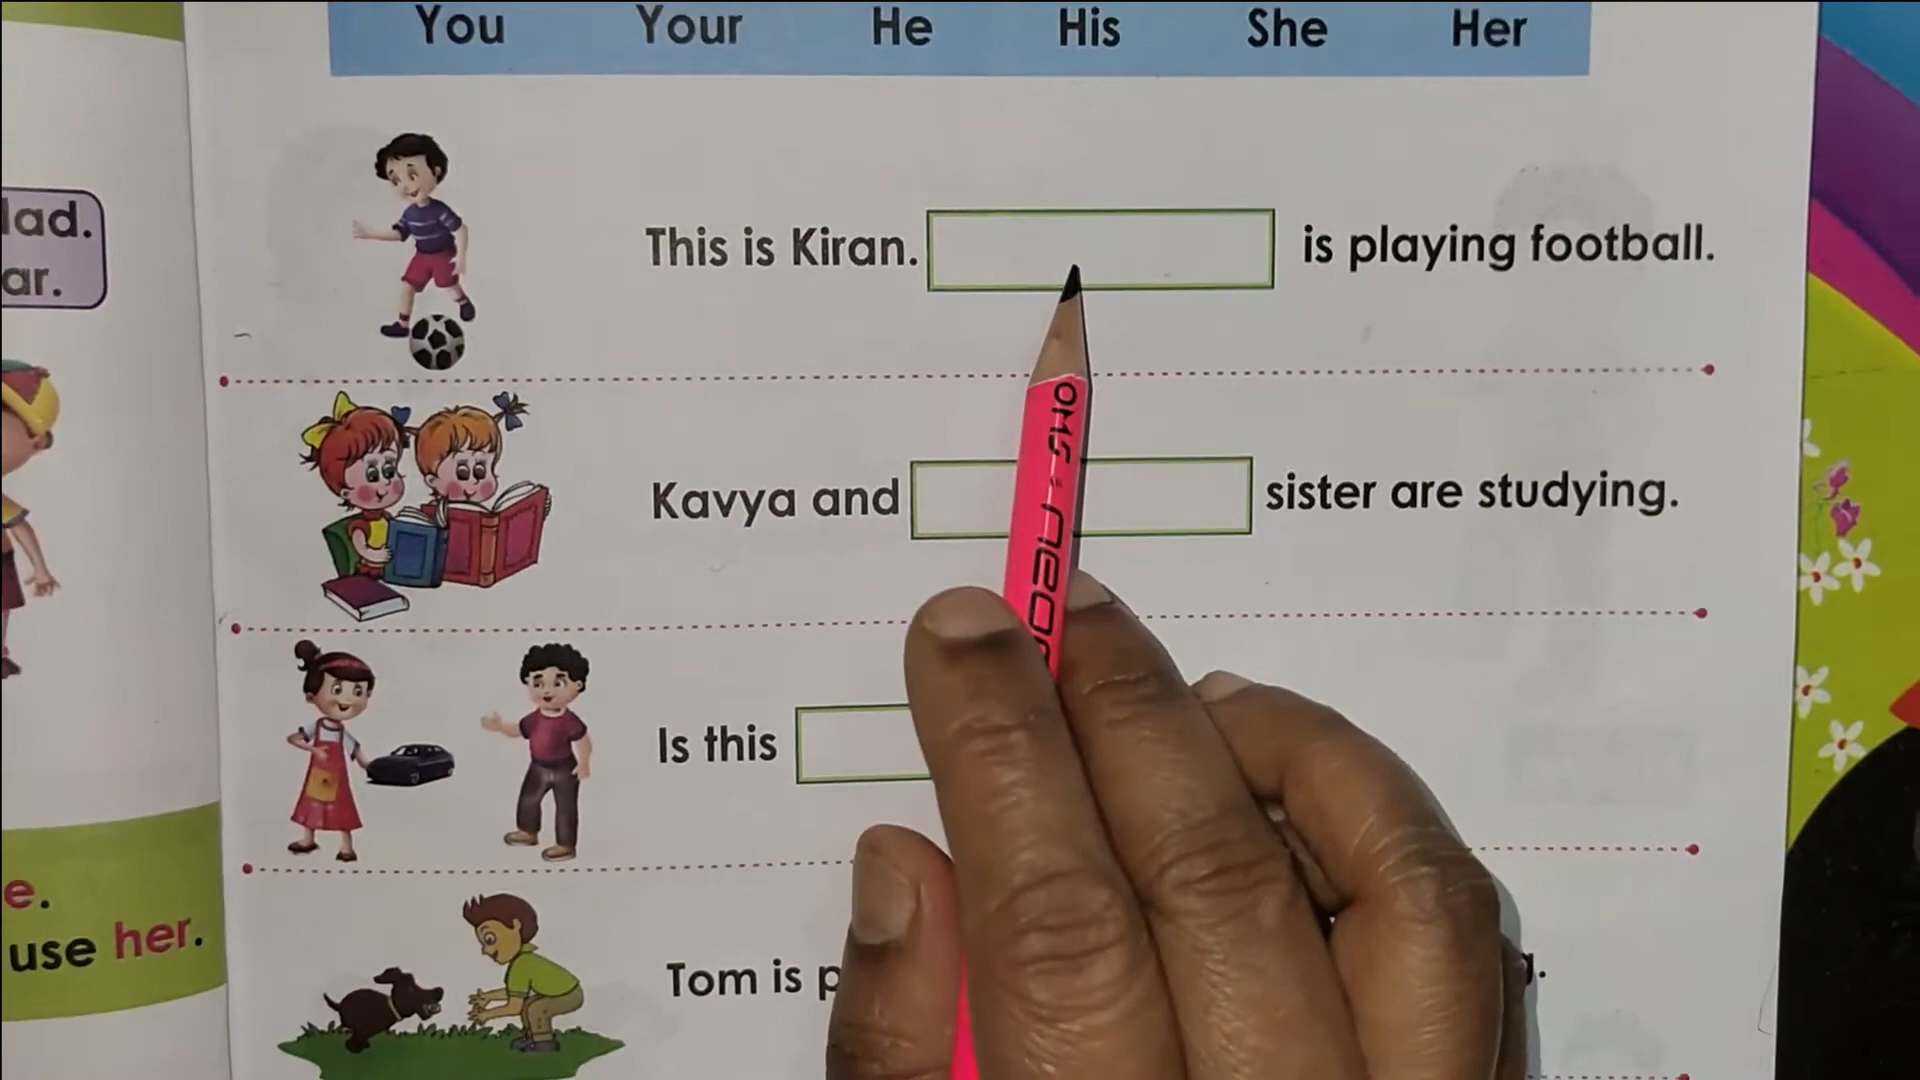 You Your He His She Her
lad.
ar.
This is Kiran. is playing football.
Kavya and sister are studying.
Is this
e.
use her.
Tom is p